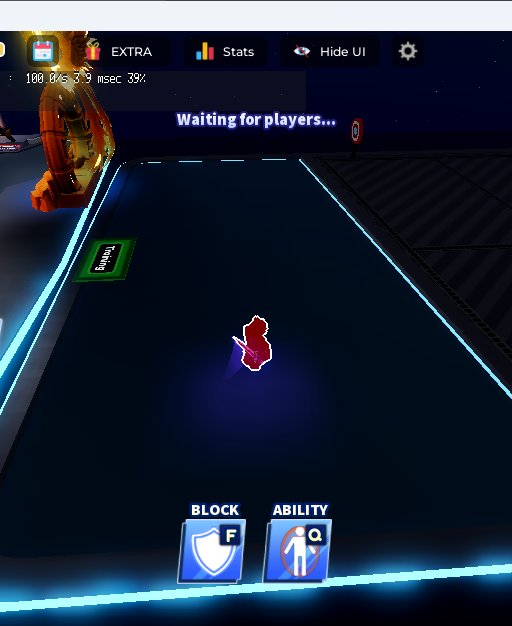 EXTRA
Stats
Hide UI
: 100.0/s 3.9 msec 39%
Waiting for players...
Training
BLOCK
ABILITY
F
Q